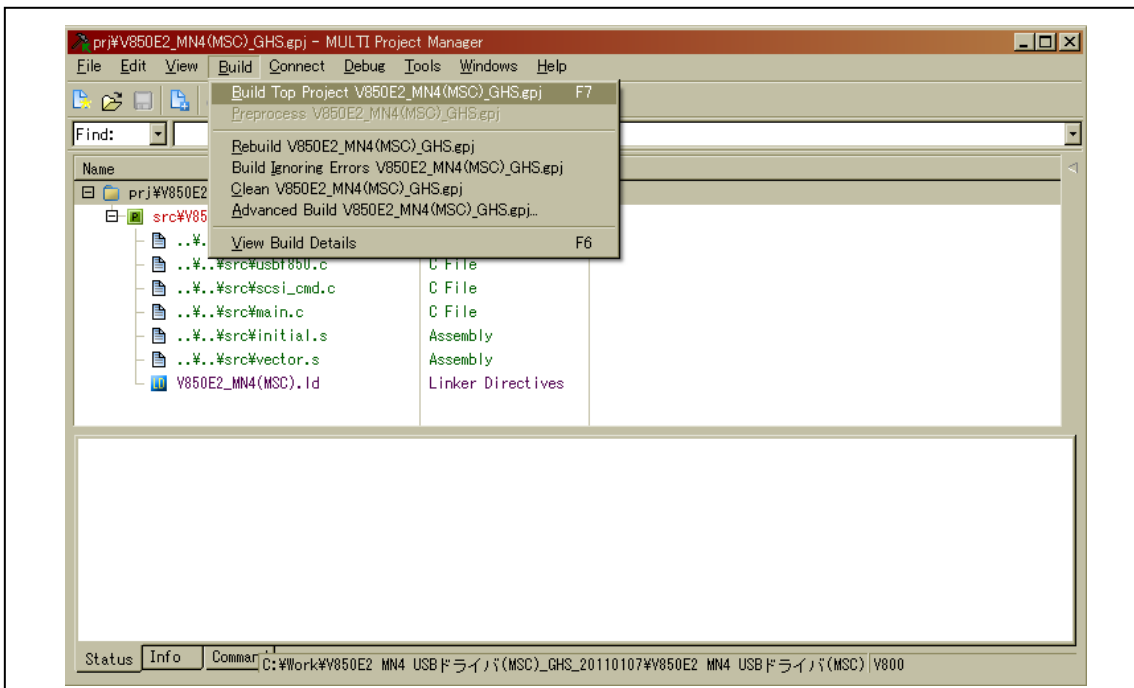 prj¥V850E2_MN4(MSC)_GHS.gpj - MULTI Project Manager
File Edit View Build Connect Debug Tools Windows Help
Build Top Project V850E2_MN4(MSC)_GHS.gpj F7
Preprocess V850E2_MN4(MSC)_GHS.gpj
Find:
Rebuild V850E2_MN4(MSC)_GHS.gpj
Build Ignoring Errors V850E2_MN4(MSC)_GHS.gpj
Clean V850E2_MN4(MSC)_GHS.gpj
Advanced Build V850E2_MN4(MSC)_GHS.gpj...
View Build Details F6
Name
prj¥V850E2
src¥V85
..¥.
..¥..¥src¥usbf850.c C File
..¥..¥src¥scsi_cmd.c C File
..¥..¥src¥main.c C File
..¥..¥src¥initial.s Assembly
..¥..¥src¥vector.s Assembly
V850E2_MN4(MSC).ld Linker Directives
Status Info Comman C:¥Work¥V850E2 MN4 USBドライバ(MSC)_GHS_20110107¥V850E2 MN4 USBドライバ(MSC) V800